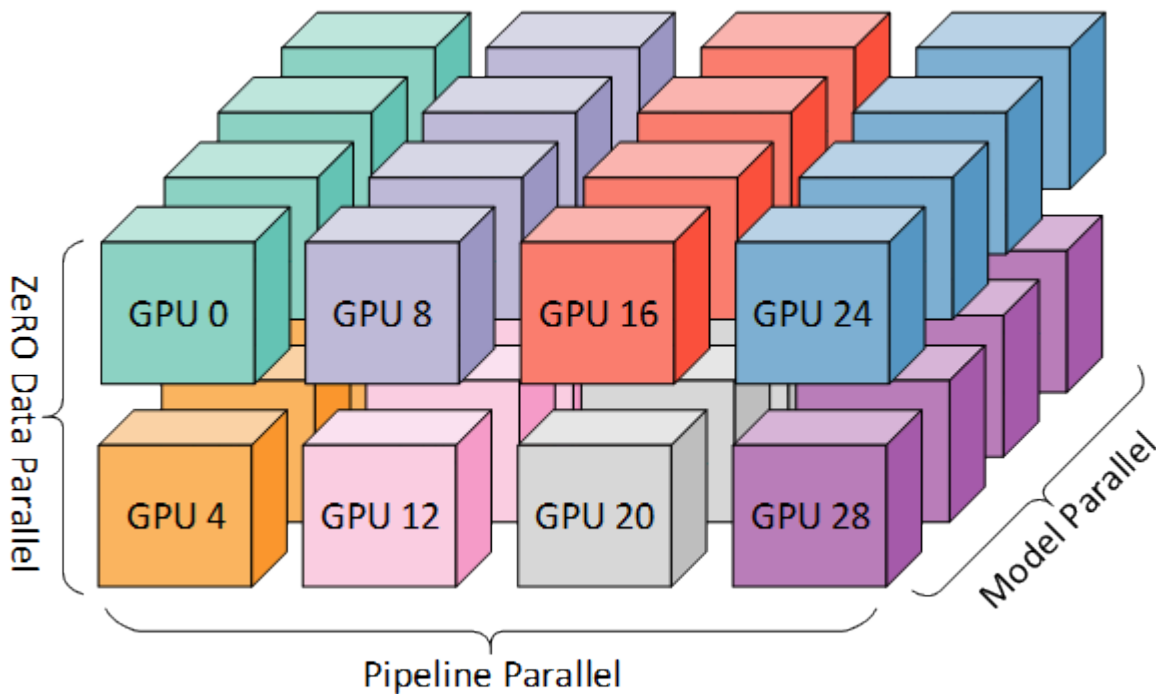 GPU 0
GPU 8
GPU 16
GPU 24
GPU 4
GPU 12
GPU 20
GPU 28
ZeRO Data Parallel
Pipeline Parallel
Model Parallel